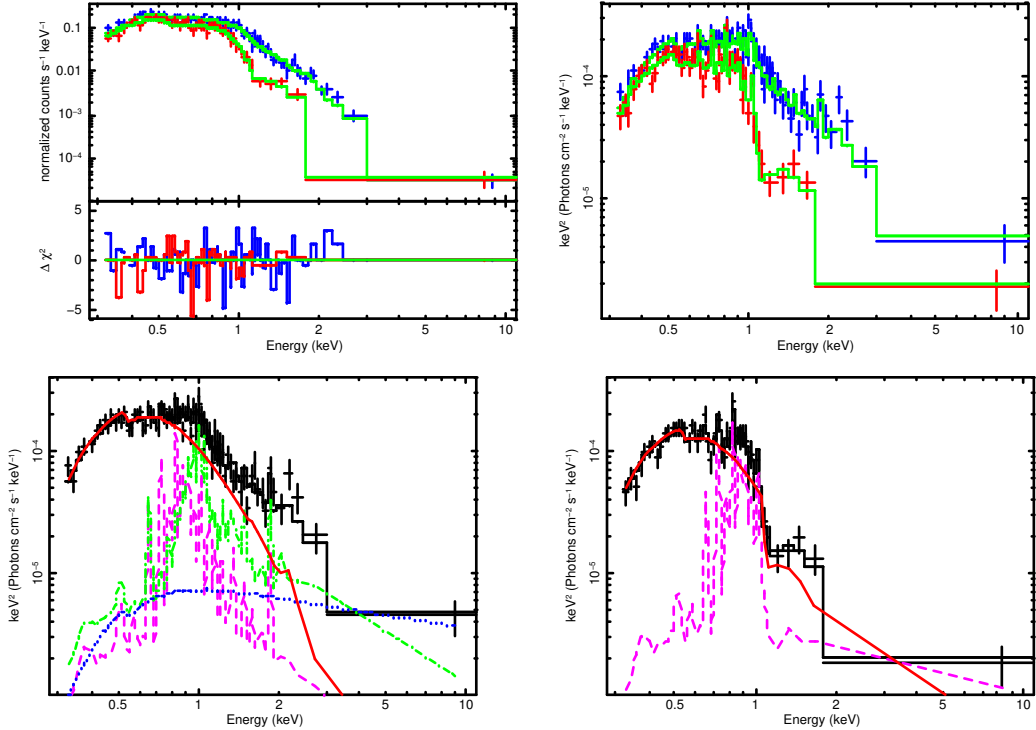 normalized counts s⁻¹ keV⁻¹
0.1
0.01
10⁻³
10⁻⁴
Δ χ²
5
0
−5
0.5 1 2 5 10
Energy (keV)
keV² (Photons cm⁻² s⁻¹ keV⁻¹)
10⁻⁴
10⁻⁵
0.5 1 2 5 10
Energy (keV)
keV² (Photons cm⁻² s⁻¹ keV⁻¹)
10⁻⁴
10⁻⁵
0.5 1 2 5 10
Energy (keV)
keV² (Photons cm⁻² s⁻¹ keV⁻¹)
10⁻⁴
10⁻⁵
0.5 1 2 5 10
Energy (keV)